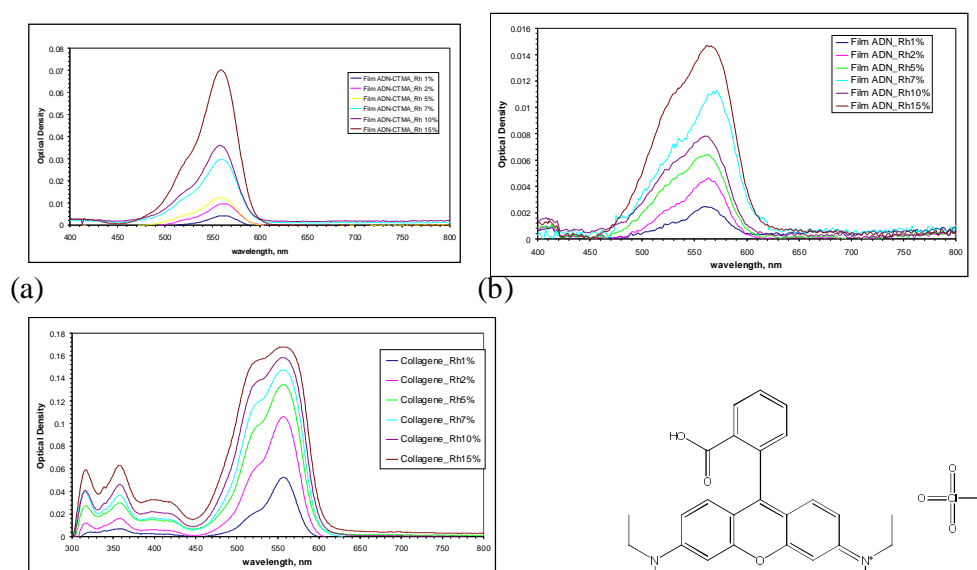 0.08
0.07
0.06
0.05
0.04
0.03
0.02
0.01
0
400 450 500 550 600 650 700 750 800
Optical Density
wavelength, nm
Film ADN-CTMA_Rh 1%
Film ADN-CTMA_Rh 2%
Film ADN-CTMA_Rh 5%
Film ADN-CTMA_Rh 7%
Film ADN-CTMA_Rh 10%
Film ADN-CTMA_Rh 15%
0.016
0.014
0.012
0.01
0.008
0.006
0.004
0.002
0
400 450 500 550 600 650 700 750 800
Optical Density
wavelength, nm
Film ADN_Rh1%
Film ADN_Rh2%
Film ADN_Rh5%
Film ADN_Rh7%
Film ADN_Rh10%
Film ADN_Rh15%
(a)
(b)
0.18
0.16
0.14
0.12
0.1
0.08
0.06
0.04
0.02
0
300 350 400 450 500 550 600 650 700 750 800
Optical Density
wavelength, nm
Collagene_Rh1%
Collagene_Rh2%
Collagene_Rh5%
Collagene_Rh7%
Collagene_Rh10%
Collagene_Rh15%
HO
O
O
O Cl
O
N O N+